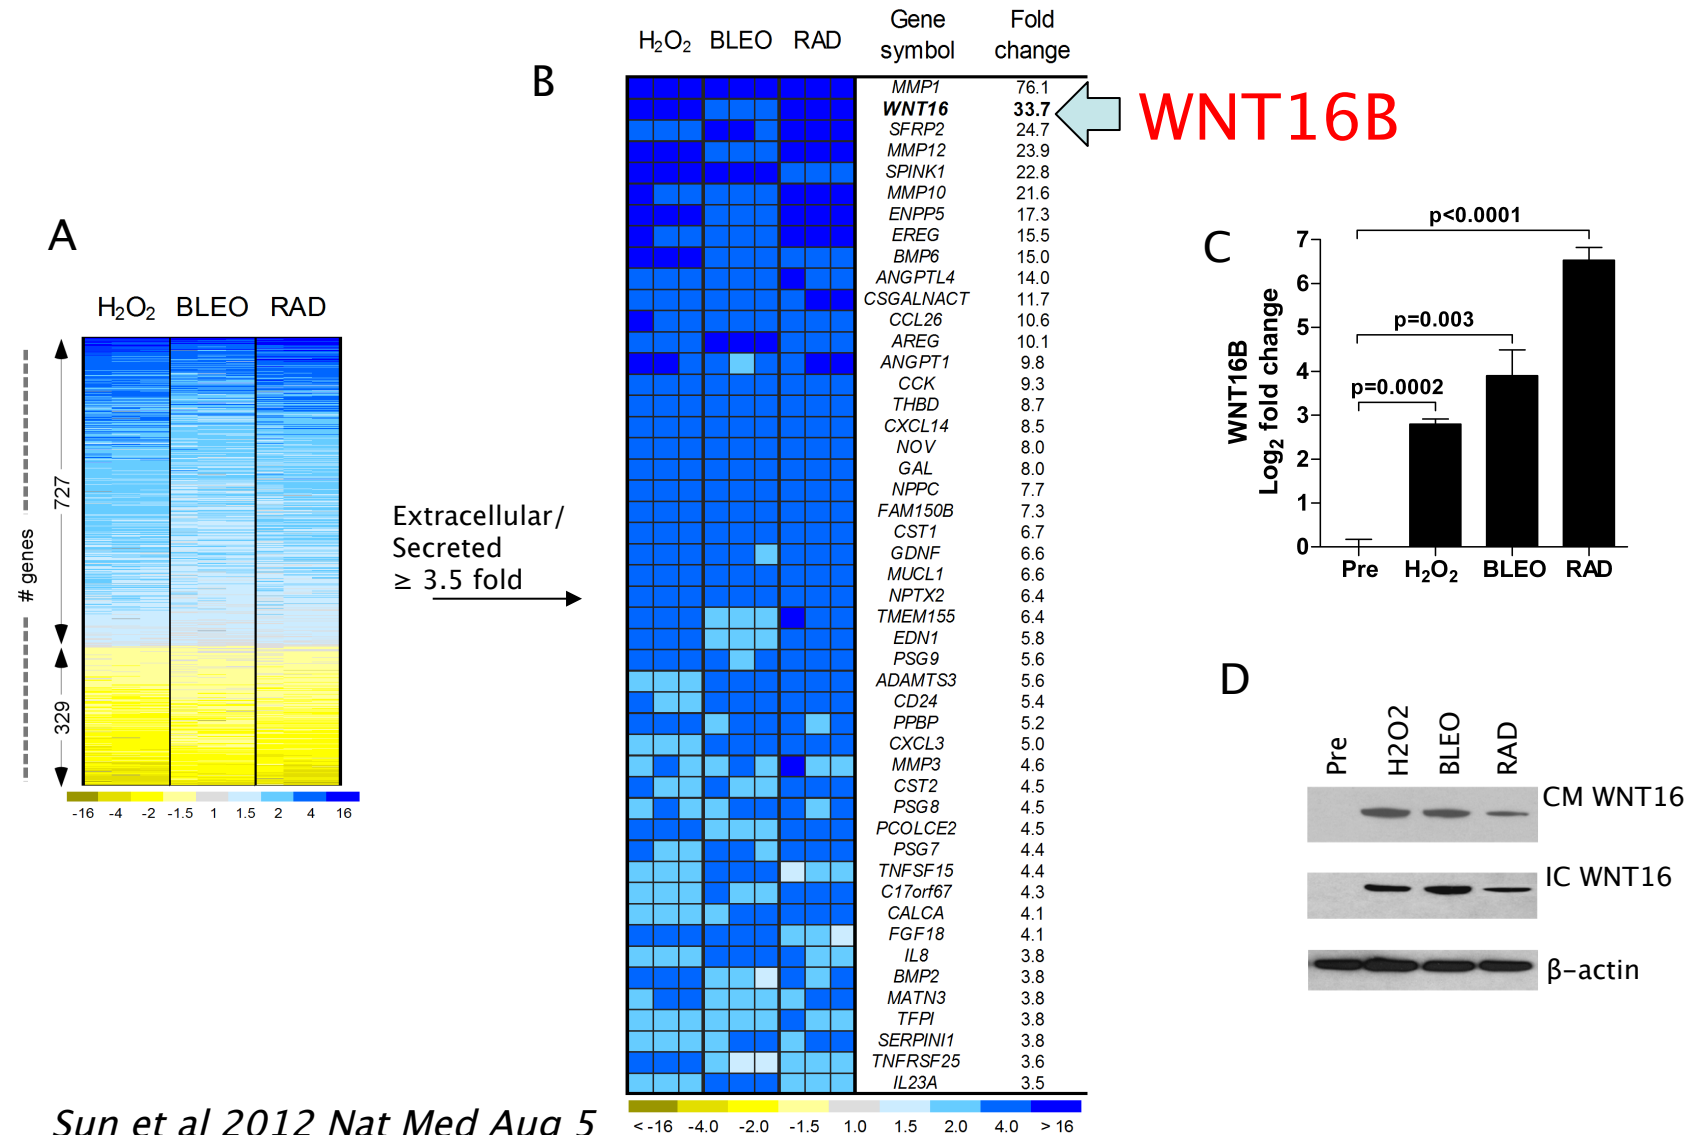 A
H₂O₂ BLEO RAD
# genes
727
329
-16 -4 -2 -1.5 1 1.5 2 4 16
Extracellular/
Secreted
≥ 3.5 fold
B
H₂O₂ BLEO RAD
Gene symbol Fold change
MMP1 76.1
WNT16 33.7
SFRP2 24.7
MMP12 23.9
SPINK1 22.8
MMP10 21.6
ENPP5 17.3
EREG 15.5
BMP6 15.0
ANGPTL4 14.0
CSGALNACT 11.7
CCL26 10.6
AREG 10.1
ANGPT1 9.8
CCK 9.3
THBD 8.7
CXCL14 8.5
NOV 8.0
GAL 8.0
NPPC 7.7
FAM150B 7.3
CST1 6.7
GDNF 6.6
MUCL1 6.6
NPTX2 6.4
TMEM155 6.4
EDN1 5.8
PSG9 5.6
ADAMTS3 5.6
CD24 5.4
PPBP 5.2
CXCL3 5.0
MMP3 4.6
CST2 4.5
PSG8 4.5
PCOLCE2 4.5
PSG7 4.4
TNFSF15 4.4
C17orf67 4.3
CALCA 4.1
FGF18 4.1
IL8 3.8
BMP2 3.8
MATN3 3.8
TFPI 3.8
SERPINI1 3.8
TNFRSF25 3.6
IL23A 3.5
< -16 -4.0 -2.0 -1.5 1.0 1.5 2.0 4.0 > 16
WNT16B
C
WNT16B
Log₂ fold change
7
6
5
4
3
2
1
0
p<0.0001
p=0.003
p=0.0002
Pre H₂O₂ BLEO RAD
D
Pre H2O2 BLEO RAD
CM WNT16
IC WNT16
β-actin
Sun et al 2012 Nat Med Aug 5